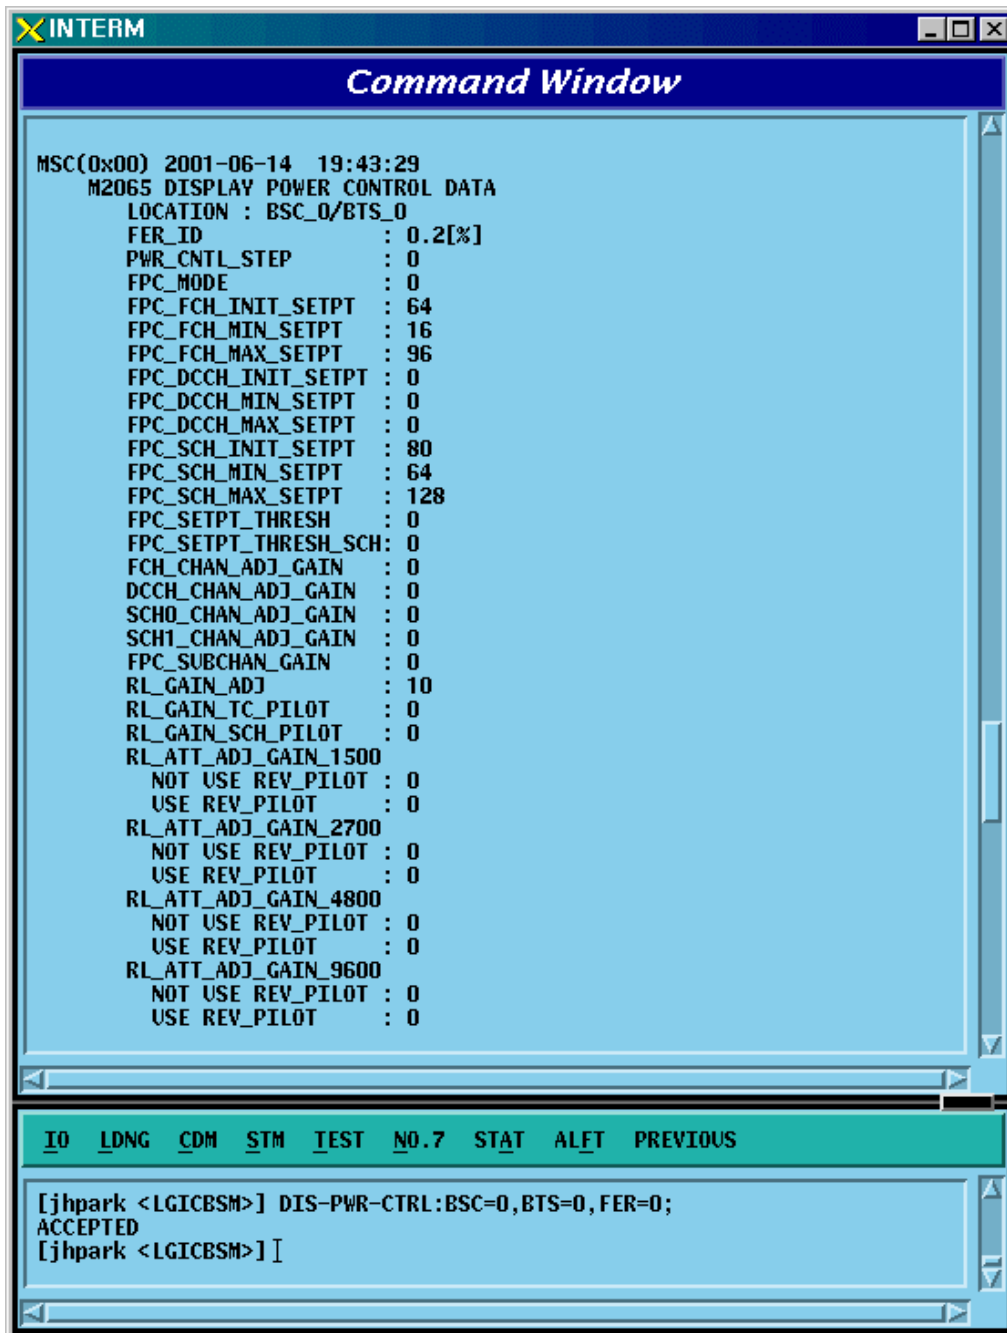 INTERM
Command Window
MSC(0x00) 2001-06-14  19:43:29
M2065 DISPLAY POWER CONTROL DATA
LOCATION : BSC_0/BTS_0
FER_ID : 0.2[%]
PWR_CNTL_STEP : 0
FPC_MODE : 0
FPC_FCH_INIT_SETPT : 64
FPC_FCH_MIN_SETPT : 16
FPC_FCH_MAX_SETPT : 96
FPC_DCCH_INIT_SETPT : 0
FPC_DCCH_MIN_SETPT : 0
FPC_DCCH_MAX_SETPT : 0
FPC_SCH_INIT_SETPT : 80
FPC_SCH_MIN_SETPT : 64
FPC_SCH_MAX_SETPT : 128
FPC_SETPT_THRESH : 0
FPC_SETPT_THRESH_SCH: 0
FCH_CHAN_ADJ_GAIN : 0
DCCH_CHAN_ADJ_GAIN : 0
SCH0_CHAN_ADJ_GAIN : 0
SCH1_CHAN_ADJ_GAIN : 0
FPC_SUBCHAN_GAIN : 0
RL_GAIN_ADJ : 10
RL_GAIN_TC_PILOT : 0
RL_GAIN_SCH_PILOT : 0
RL_ATT_ADJ_GAIN_1500
NOT USE REV_PILOT : 0
USE REV_PILOT : 0
RL_ATT_ADJ_GAIN_2700
NOT USE REV_PILOT : 0
USE REV_PILOT : 0
RL_ATT_ADJ_GAIN_4800
NOT USE REV_PILOT : 0
USE REV_PILOT : 0
RL_ATT_ADJ_GAIN_9600
NOT USE REV_PILOT : 0
USE REV_PILOT : 0
IO LDNG CDM STM TEST NO.7 STAT ALFT PREVIOUS
[jhpark <LGICBSM>] DIS-PWR-CTRL:BSC=0,BTS=0,FER=0;
ACCEPTED
[jhpark <LGICBSM>]